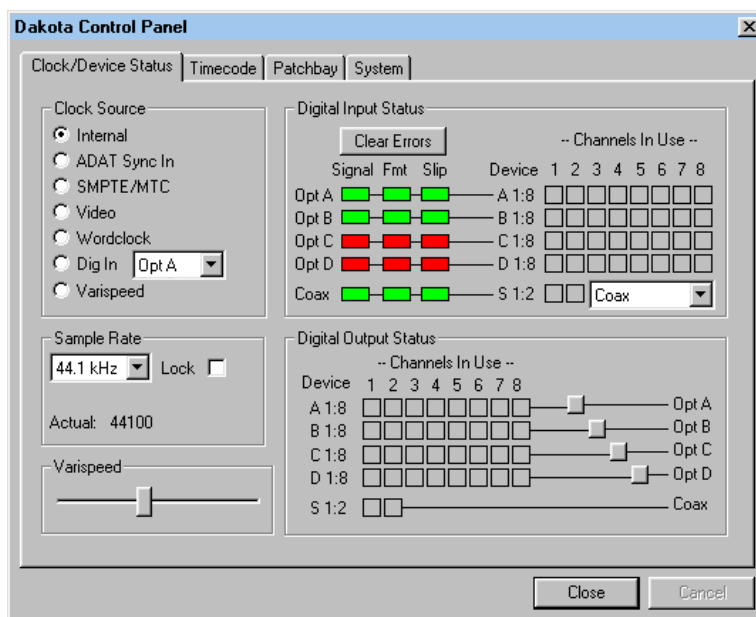 Dakota Control Panel
Clock/Device Status Timecode Patchbay System
Clock Source
Internal
ADAT Sync In
SMPTE/MTC
Video
Wordclock
Dig In Opt A
Varispeed
Sample Rate
44.1 kHz Lock
Actual: 44100
Varispeed
Digital Input Status
Clear Errors -- Channels In Use --
Signal Fmt Slip Device 1 2 3 4 5 6 7 8
Opt A A 1:8
Opt B B 1:8
Opt C C 1:8
Opt D D 1:8
Coax S 1:2 Coax
Digital Output Status
-- Channels In Use --
Device 1 2 3 4 5 6 7 8
A 1:8 Opt A
B 1:8 Opt B
C 1:8 Opt C
D 1:8 Opt D
S 1:2 Coax
Close Cancel